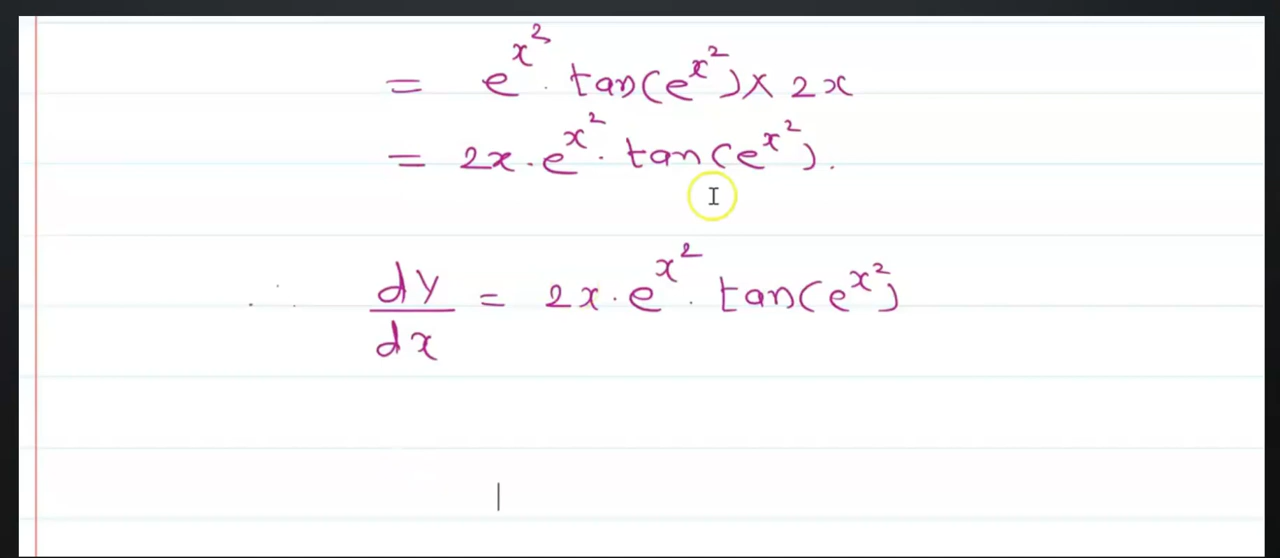 = e^{x^2} · tan(e^{x^2}) × 2x
= 2x · e^{x^2} · tan(e^{x^2}).
∴ dy/dx = 2x · e^{x^2} · tan(e^{x^2})